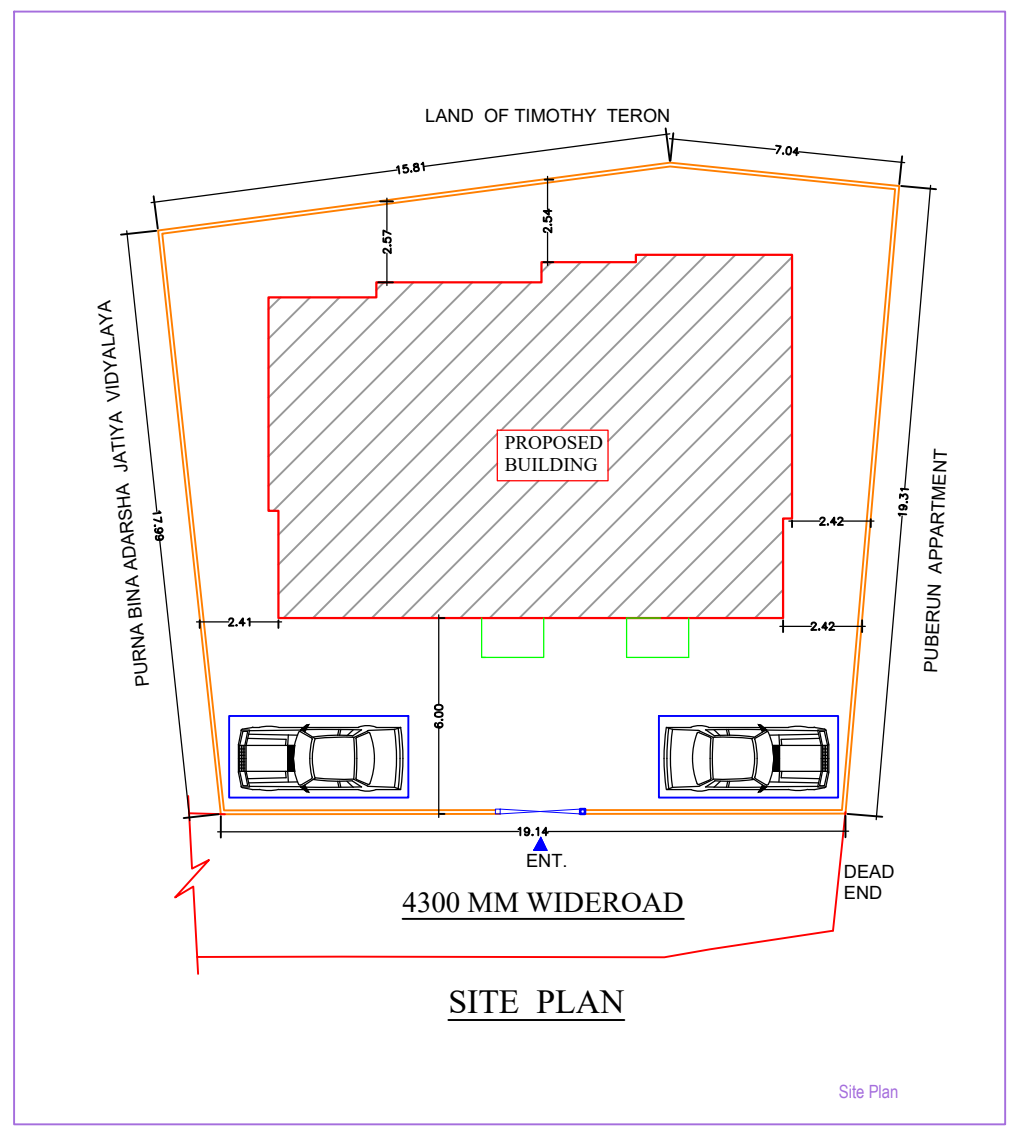 LAND OF TIMOTHY TERON
7.04
15.81
2.54
2.57
PURNA BINA ADARSHA JATIYA VIDYALAYA
PROPOSED
BUILDING
PUBERUN APPARTMENT
19.31
17.99
2.42
2.41
2.42
6.00
19.14
ENT.
DEAD
END
4300 MM WIDEROAD
SITE PLAN
Site Plan